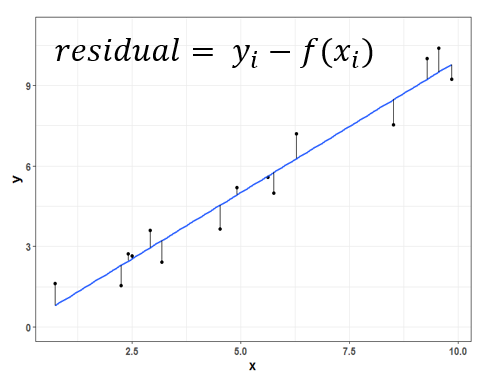 residual = y_i − f(x_i)
9
6
3
0
y
2.5 5.0 7.5 10.0
x